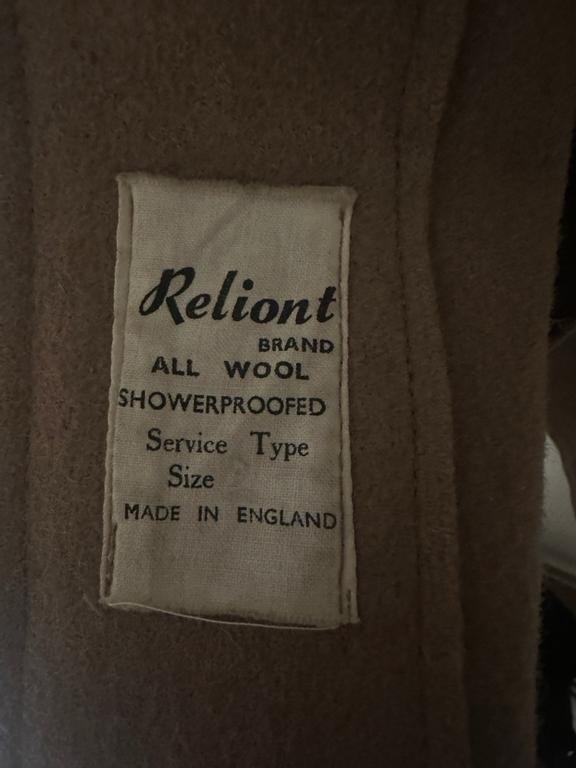 Reliont
BRAND
ALL WOOL
SHOWERPROOFED
Service Type
Size
MADE IN ENGLAND